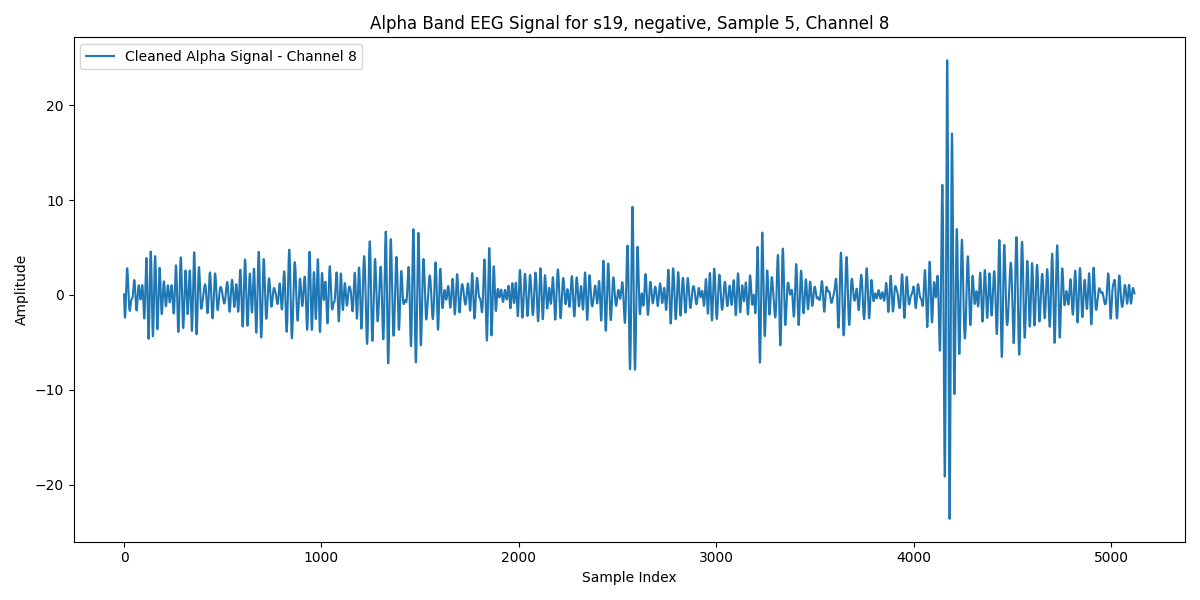 Alpha Band EEG Signal for s19, negative, Sample 5, Channel 8
Cleaned Alpha Signal - Channel 8
Amplitude
20
10
0
−10
−20
0 1000 2000 3000 4000 5000
Sample Index